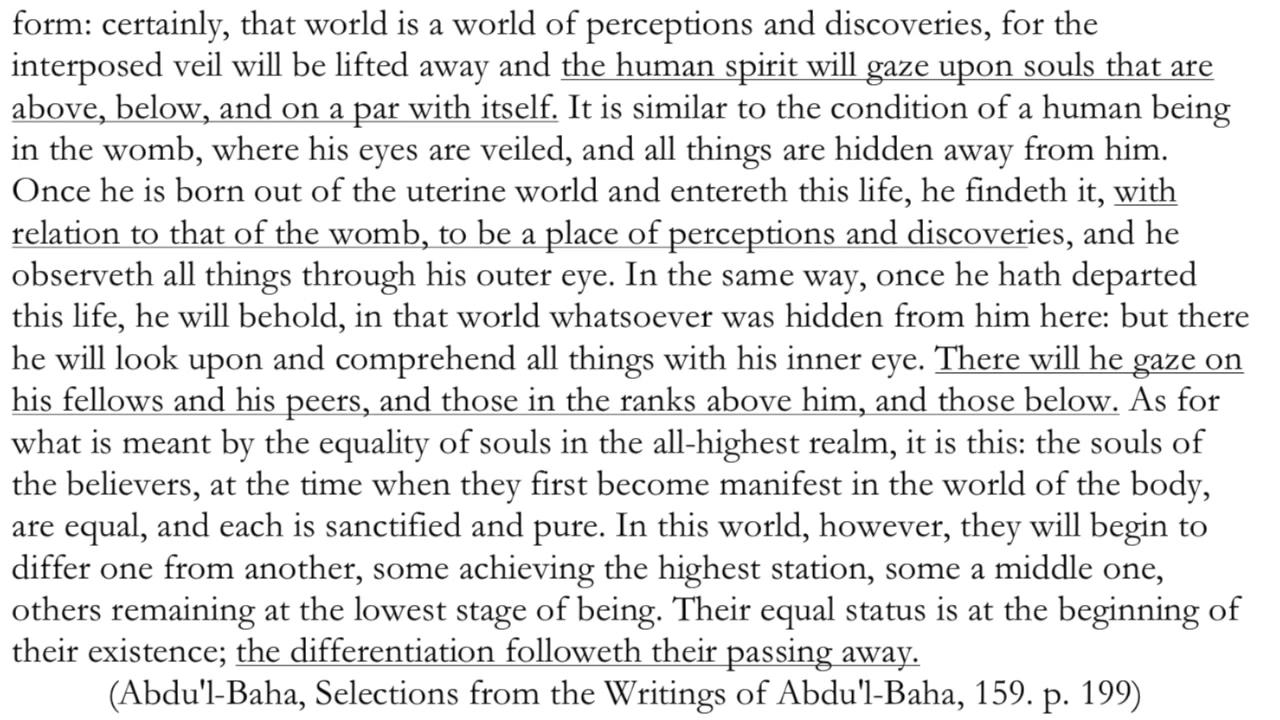 form: certainly, that world is a world of perceptions and discoveries, for the
interposed veil will be lifted away and the human spirit will gaze upon souls that are
above, below, and on a par with itself. It is similar to the condition of a human being
in the womb, where his eyes are veiled, and all things are hidden away from him.
Once he is born out of the uterine world and entereth this life, he findeth it, with
relation to that of the womb, to be a place of perceptions and discoveries, and he
observeth all things through his outer eye. In the same way, once he hath departed
this life, he will behold, in that world whatsoever was hidden from him here: but there
he will look upon and comprehend all things with his inner eye. There will he gaze on
his fellows and his peers, and those in the ranks above him, and those below. As for
what is meant by the equality of souls in the all-highest realm, it is this: the souls of
the believers, at the time when they first become manifest in the world of the body,
are equal, and each is sanctified and pure. In this world, however, they will begin to
differ one from another, some achieving the highest station, some a middle one,
others remaining at the lowest stage of being. Their equal status is at the beginning of
their existence; the differentiation followeth their passing away.
(Abdu'l-Baha, Selections from the Writings of Abdu'l-Baha, 159. p. 199)